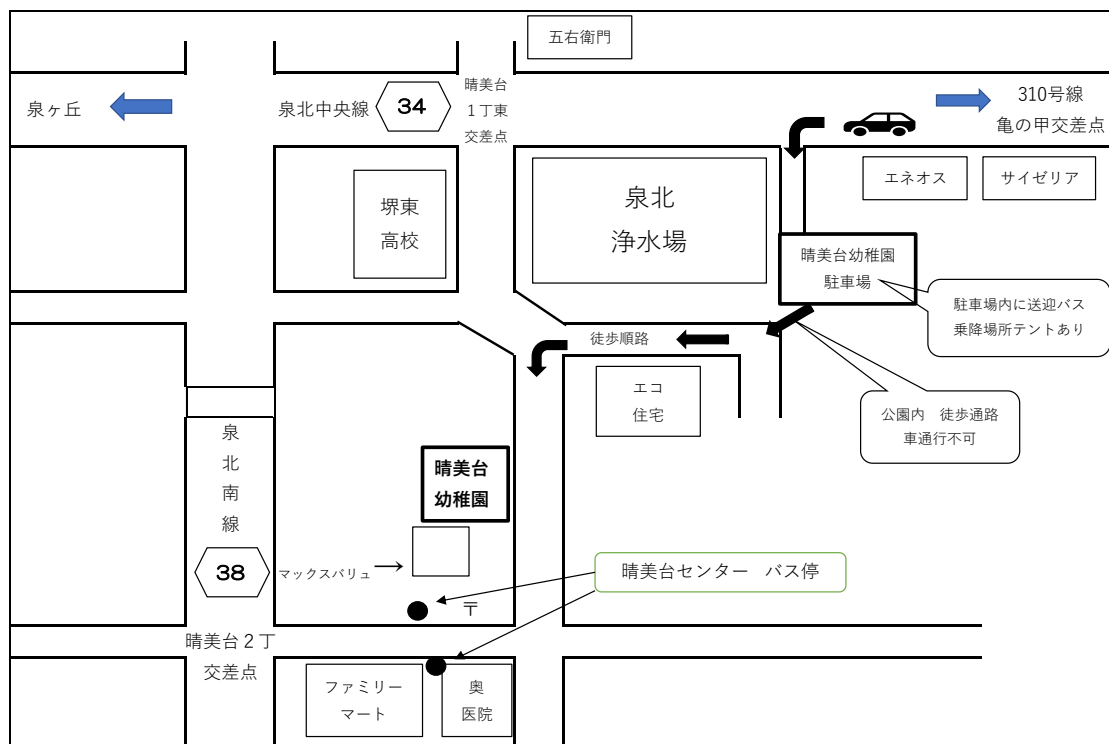 五右衛門
泉ヶ丘
泉北中央線
34
晴美台
１丁東
交差点
310号線
亀の甲交差点
堺東
高校
泉北
浄水場
エネオス
サイゼリア
晴美台幼稚園
駐車場
駐車場内に送迎バス
乗降場所テントあり
徒歩順路
エコ
住宅
公園内　徒歩通路
車通行不可
泉
北
南
線
38
晴美台
幼稚園
マックスバリュ
晴美台センター　バス停
〒
晴美台２丁
交差点
ファミリー
マート
奥
医院